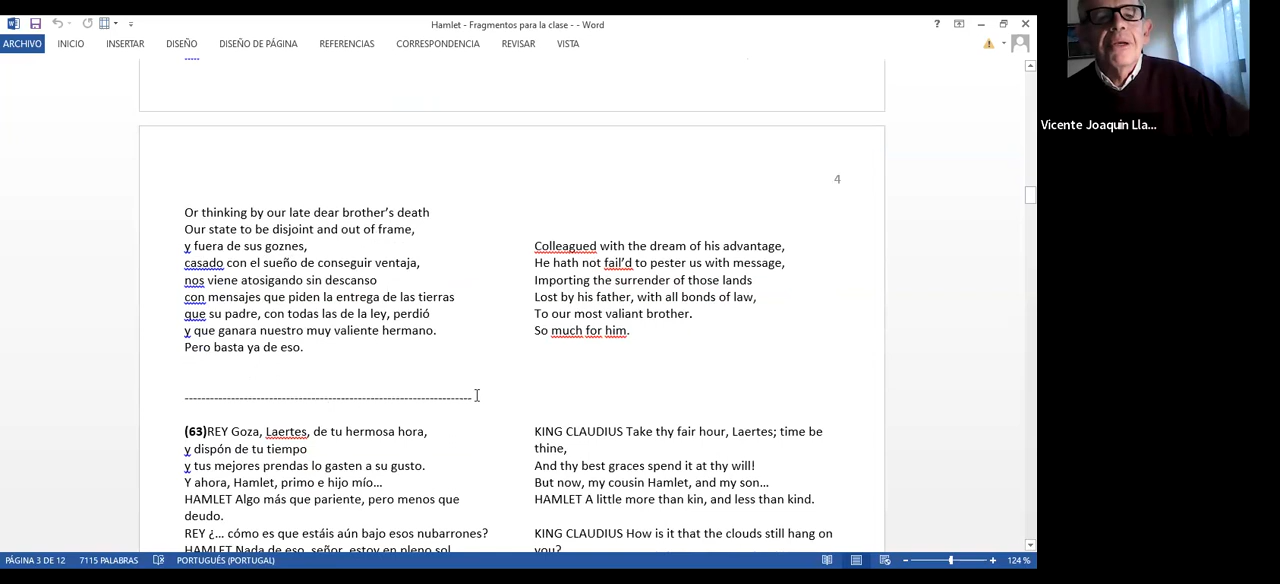 Hamlet - Fragmentos para la clase - - Word
?
ARCHIVO INICIO INSERTAR DISEÑO DISEÑO DE PÁGINA REFERENCIAS CORRESPONDENCIA REVISAR VISTA
Vicente Joaquin Lla...
4
Or thinking by our late dear brother's death
Our state to be disjoint and out of frame,
y fuera de sus goznes,
casado con el sueño de conseguir ventaja,
nos viene atosigando sin descanso
con mensajes que piden la entrega de las tierras
que su padre, con todas las de la ley, perdió
y que ganara nuestro muy valiente hermano.
Pero basta ya de eso.
Colleagued with the dream of his advantage,
He hath not fail'd to pester us with message,
Importing the surrender of those lands
Lost by his father, with all bonds of law,
To our most valiant brother.
So much for him.
--------------------------------------------------------------------
(63)REY Goza, Laertes, de tu hermosa hora,
y dispón de tu tiempo
y tus mejores prendas lo gasten a su gusto.
Y ahora, Hamlet, primo e hijo mío…
HAMLET Algo más que pariente, pero menos que
deudo.
REY ¿… cómo es que estáis aún bajo esos nubarrones?
HAMLET Nada de eso, señor, estoy en pleno sol
KING CLAUDIUS Take thy fair hour, Laertes; time be
thine,
And thy best graces spend it at thy will!
But now, my cousin Hamlet, and my son…
HAMLET A little more than kin, and less than kind.
KING CLAUDIUS How is it that the clouds still hang on
you?
PÁGINA 3 DE 12 7115 PALABRAS PORTUGUÊS (PORTUGAL) 124 %